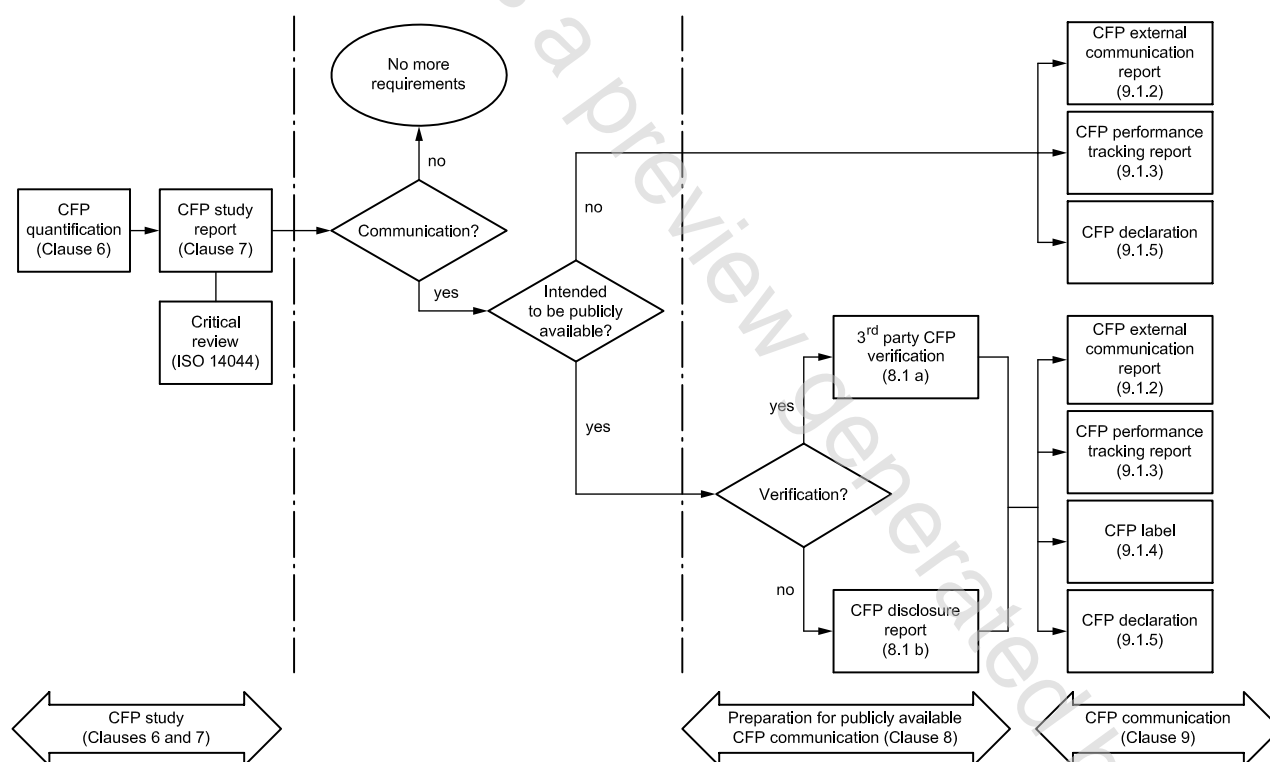 CFP
quantification
(Clause 6)
CFP study
report
(Clause 7)
Critical
review
(ISO 14044)
No more
requirements
no
Communication?
yes
Intended
to be publicly
available?
no
yes
Verification?
yes
no
3rd party CFP
verification
(8.1 a)
CFP disclosure
report
(8.1 b)
CFP external
communication
report
(9.1.2)
CFP performance
tracking report
(9.1.3)
CFP declaration
(9.1.5)
CFP external
communication
report
(9.1.2)
CFP performance
tracking report
(9.1.3)
CFP label
(9.1.4)
CFP declaration
(9.1.5)
CFP study
(Clauses 6 and 7)
Preparation for publicly available
CFP communication (Clause 8)
CFP communication
(Clause 9)
a preview generated